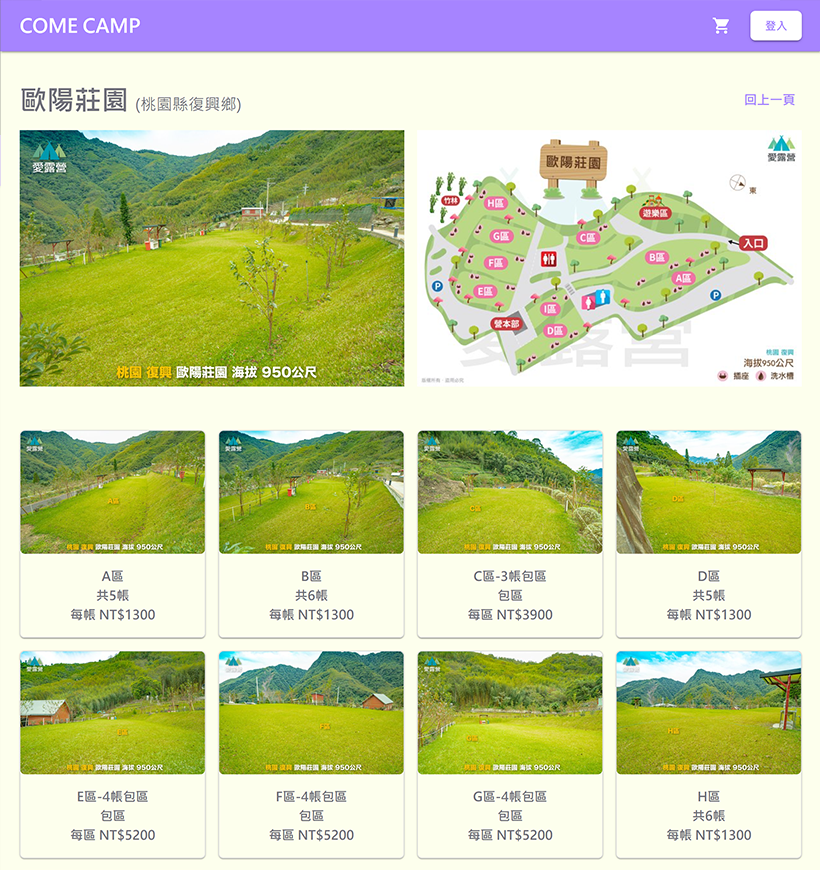 COME CAMP
登入
歐陽莊園 (桃園縣復興鄉)
回上一頁
愛露營
桃園 復興 歐陽莊園 海拔 950公尺
歐陽莊園
愛露營
東
竹林
H區
遊樂區
G區
C區
入口
F區
B區
A區
P
E區
P
I區
營本部
D區
愛露營
桃園 復興
海拔950公尺
插座 洗水槽
愛露營
A區
桃園 復興 歐陽莊園 海拔 950公尺
A區
共5帳
每帳 NT$1300
愛露營
B區
桃園 復興 歐陽莊園 海拔 950公尺
B區
共6帳
每帳 NT$1300
愛露營
C區
桃園 復興 歐陽莊園 海拔 950公尺
C區-3帳包區
包區
每區 NT$3900
愛露營
D區
桃園 復興 歐陽莊園 海拔 950公尺
D區
共5帳
每帳 NT$1300
愛露營
E區
桃園 復興 歐陽莊園 海拔 950公尺
E區-4帳包區
包區
每區 NT$5200
愛露營
F區
桃園 復興 歐陽莊園 海拔 950公尺
F區-4帳包區
包區
每區 NT$5200
愛露營
G區
桃園 復興 歐陽莊園 海拔 950公尺
G區-4帳包區
包區
每區 NT$5200
愛露營
H區
桃園 復興 歐陽莊園 海拔 950公尺
H區
共6帳
每帳 NT$1300